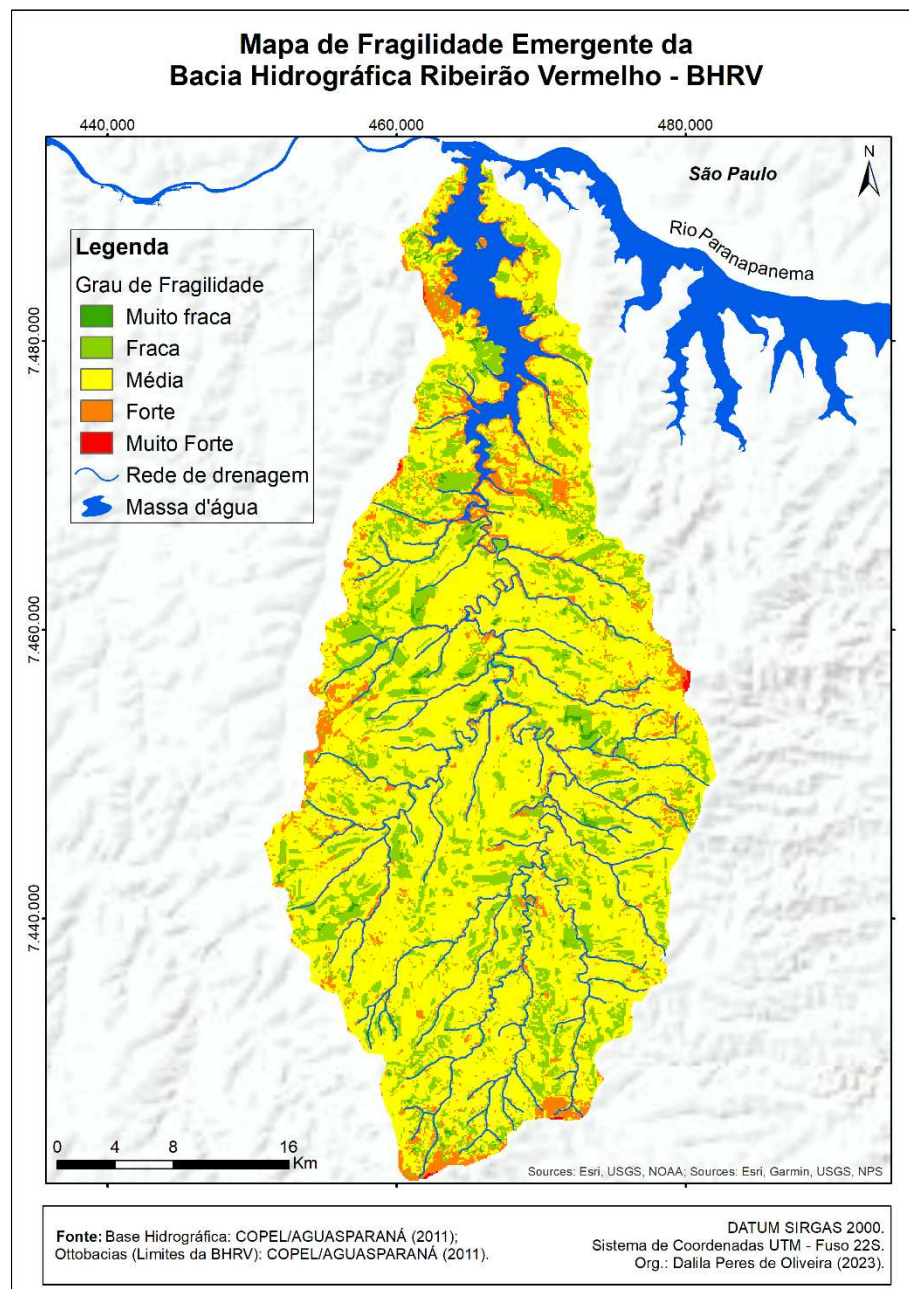 Mapa de Fragilidade Emergente da
Bacia Hidrográfica Ribeirão Vermelho - BHRV
440.000
460.000
480.000
São Paulo
N
Rio Paranapanema
Legenda
Grau de Fragilidade
Muito fraca
Fraca
Média
Forte
Muito Forte
Rede de drenagem
Massa d'água
7.480.000
7.460.000
7.440.000
0 4 8 16
Km
Sources: Esri, USGS, NOAA; Sources: Esri, Garmin, USGS, NPS
Fonte: Base Hidrográfica: COPEL/AGUASPARANÁ (2011);
Ottobacias (Limites da BHRV): COPEL/AGUASPARANÁ (2011).
DATUM SIRGAS 2000.
Sistema de Coordenadas UTM - Fuso 22S.
Org.: Dalila Peres de Oliveira (2023).